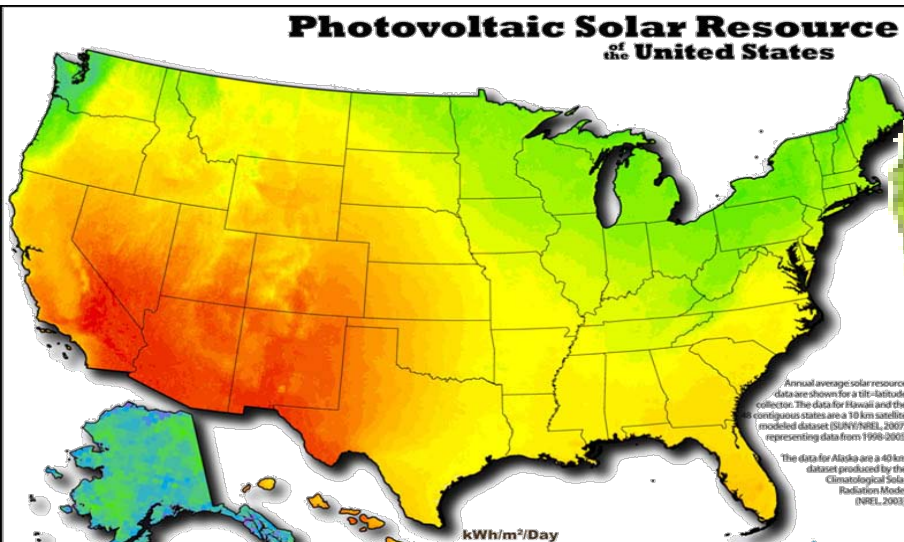 Photovoltaic Solar Resource
of the United States
Annual average solar resource
data are shown for a tilt=latitude
collector. The data for Hawaii and the
48 contiguous states are a 10 km satellite
modeled dataset (SUNY/NREL, 2007)
representing data from 1998-2005
The data for Alaska are a 40 km
dataset produced by the
Climatological Solar
Radiation Model
(NREL, 2003)
kWh/m²/Day